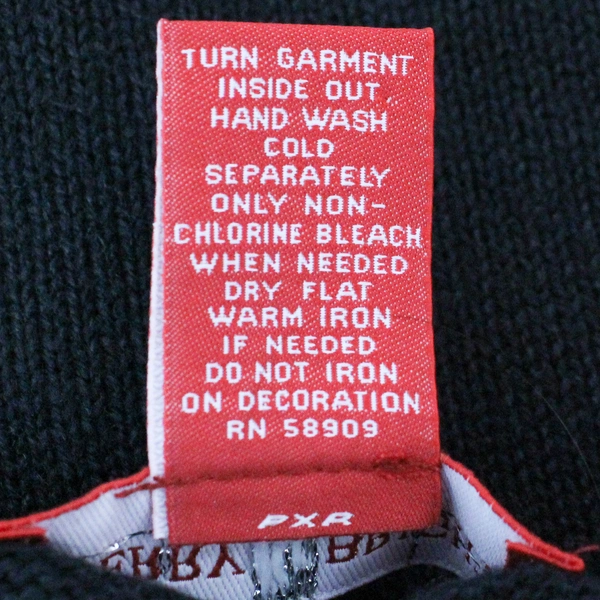 TURN GARMENT
INSIDE OUT
HAND WASH
COLD
SEPARATELY
ONLY NON-
CHLORINE BLEACH
WHEN NEEDED
DRY FLAT
WARM IRON
IF NEEDED
DO NOT IRON
ON DECORATION
RN 58909
PXR